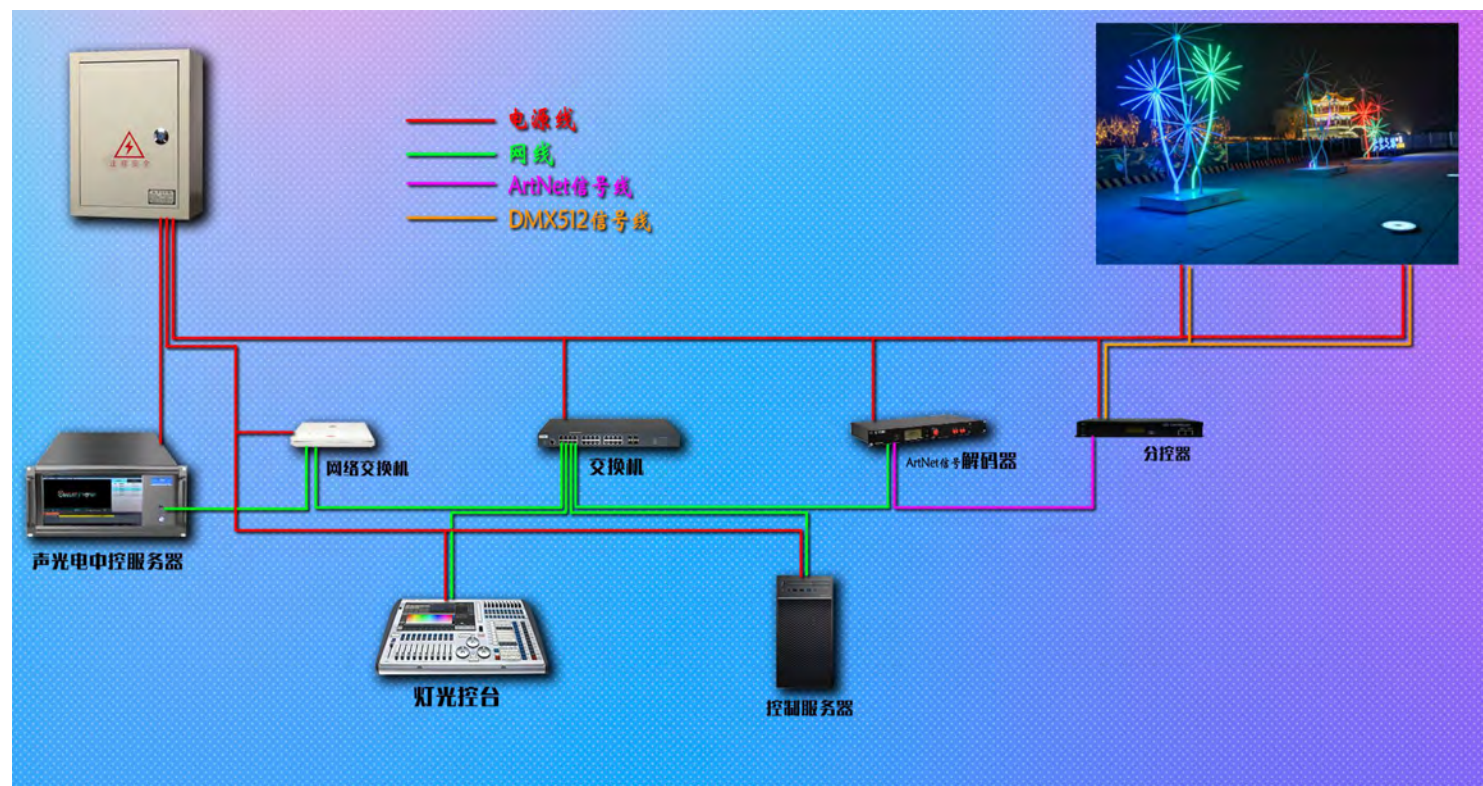 电源线
网线
ArtNet信号线
DMX512信号线
网络交换机
交换机
ArtNet信号解码器
分控器
声光电中控服务器
灯光控台
控制服务器